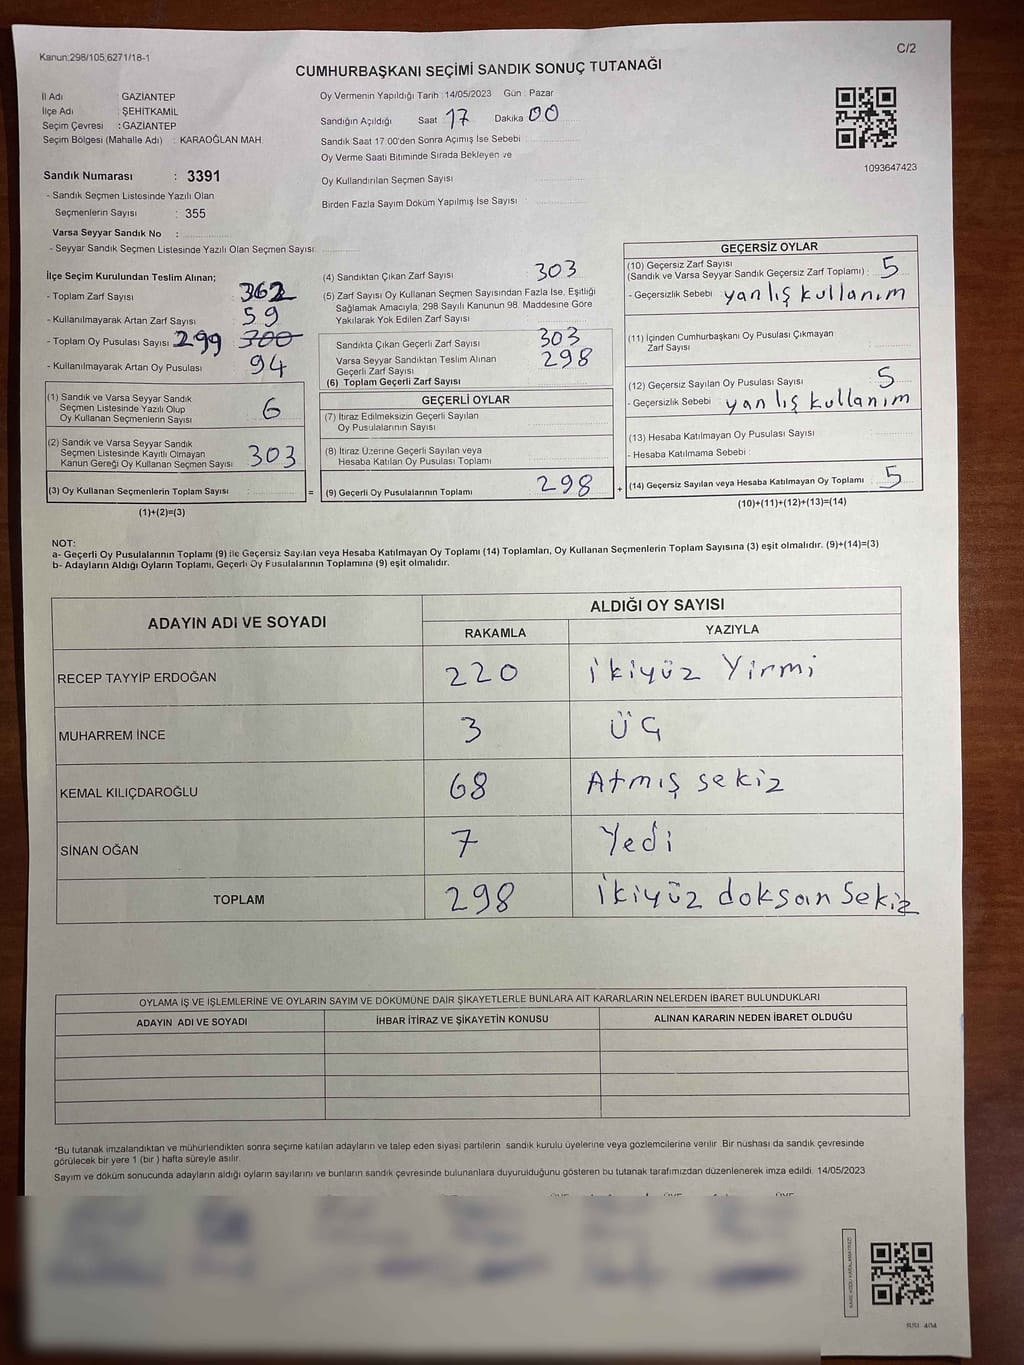 Kanun:298/105,6271/18-1
C/2
CUMHURBAŞKANI SEÇİMİ SANDIK SONUÇ TUTANAĞI
İl Adı : GAZİANTEP
İlçe Adı : ŞEHİTKAMİL
Seçim Çevresi : GAZİANTEP
Seçim Bölgesi (Mahalle Adı) : KARAOĞLAN MAH.
Sandık Numarası : 3391
- Sandık Seçmen Listesinde Yazılı Olan
Seçmenlerin Sayısı : 355
Varsa Seyyar Sandık No :
- Seyyar Sandık Seçmen Listesinde Yazılı Olan Seçmen Sayısı:
Oy Vermenin Yapıldığı Tarih : 14/05/2023 Gün : Pazar
Sandığın Açıldığı Saat : 17 Dakika 00
Sandık Saat 17:00'den Sonra Açımış İse Sebebi :
Oy Verme Saati Bitiminde Sırada Bekleyen ve
Oy Kullandırılan Seçmen Sayısı
Birden Fazla Sayım Döküm Yapılmış İse Sayısı :
1093647423
İlçe Seçim Kurulundan Teslim Alınan;
- Toplam Zarf Sayısı : 362
- Kullanılmayarak Artan Zarf Sayısı : 59
- Toplam Oy Pusulası Sayısı : 299 300
- Kullanılmayarak Artan Oy Pusulası : 94
(1) Sandık ve Varsa Seyyar Sandık
Seçmen Listesinde Yazılı Olup
Oy Kullanan Seçmenlerin Sayısı : 6
(2) Sandık ve Varsa Seyyar Sandık
Seçmen Listesinde Kayıtlı Olmayan
Kanun Gereği Oy Kullanan Seçmen Sayısı : 303
(3) Oy Kullanan Seçmenlerin Toplam Sayısı :
(1)+(2)=(3)
(4) Sandıktan Çıkan Zarf Sayısı : 303
(5) Zarf Sayısı Oy Kullanan Seçmen Sayısından Fazla İse, Eşitliği
Sağlamak Amacıyla, 298 Sayılı Kanunun 98. Maddesine Göre
Yakılarak Yok Edilen Zarf Sayısı
Sandıkta Çıkan Geçerli Zarf Sayısı : 303
Varsa Seyyar Sandıktan Teslim Alınan
Geçerli Zarf Sayısı : 298
(6) Toplam Geçerli Zarf Sayısı
GEÇERLİ OYLAR
(7) İtiraz Edilmeksizin Geçerli Sayılan
Oy Pusulalarının Sayısı
(8) İtiraz Üzerine Geçerli Sayılan veya
Hesaba Katılan Oy Pusulası Toplamı :
= (9) Geçerli Oy Pusulalarının Toplamı : 298
GEÇERSİZ OYLAR
(10) Geçersiz Zarf Sayısı
(Sandık ve Varsa Seyyar Sandık Geçersiz Zarf Toplamı) : 5
- Geçersizlik Sebebi : yanlış kullanım
(11) İçinden Cumhurbaşkanı Oy Pusulası Çıkmayan
Zarf Sayısı
(12) Geçersiz Sayılan Oy Pusulası Sayısı : 5
- Geçersizlik Sebebi : yanlış kullanım
(13) Hesaba Katılmayan Oy Pusulası Sayısı :
- Hesaba Katılmama Sebebi :
+ (14) Geçersiz Sayılan veya Hesaba Katılmayan Oy Toplamı : 5
(10)+(11)+(12)+(13)=(14)
NOT:
a- Geçerli Oy Pusulalarının Toplamı (9) ile Geçersiz Sayılan veya Hesaba Katılmayan Oy Toplamı (14) Toplamları, Oy Kullanan Seçmenlerin Toplam Sayısına (3) eşit olmalıdır. (9)+(14)=(3)
b- Adayların Aldığı Oyların Toplamı, Geçerli Oy Pusulalarının Toplamına (9) eşit olmalıdır.
ADAYIN ADI VE SOYADI
ALDIĞI OY SAYISI
RAKAMLA YAZIYLA
RECEP TAYYİP ERDOĞAN 220 ikiyüz Yirmi
MUHARREM İNCE 3 ÜÇ
KEMAL KILIÇDAROĞLU 68 Atmış sekiz
SİNAN OĞAN 7 Yedi
TOPLAM 298 ikiyüz doksan sekiz
OYLAMA İŞ VE İŞLEMLERİNE VE OYLARIN SAYIM VE DÖKÜMÜNE DAİR ŞİKAYETLERLE BUNLARA AİT KARARLARIN NELERDEN İBARET BULUNDUKLARI
ADAYIN ADI VE SOYADI İHBAR İTİRAZ VE ŞİKAYETİN KONUSU ALINAN KARARIN NEDEN İBARET OLDUĞU
*Bu tutanak imzalandıktan ve mühürlendikten sonra seçime katılan adayların ve talep eden siyasi partilerin sandık kurulu üyelerine veya gözlemcilerine verilir. Bir nüshası da sandık çevresinde
görülecek bir yere 1 (bir ) hafta süreyle asılır.
Sayım ve döküm sonucunda adayların aldığı oyların sayılarını ve bunların sandık çevresinde bulunanlara duyurulduğunu gösteren bu tutanak tarafımızdan düzenlenerek imza edildi. 14/05/2023